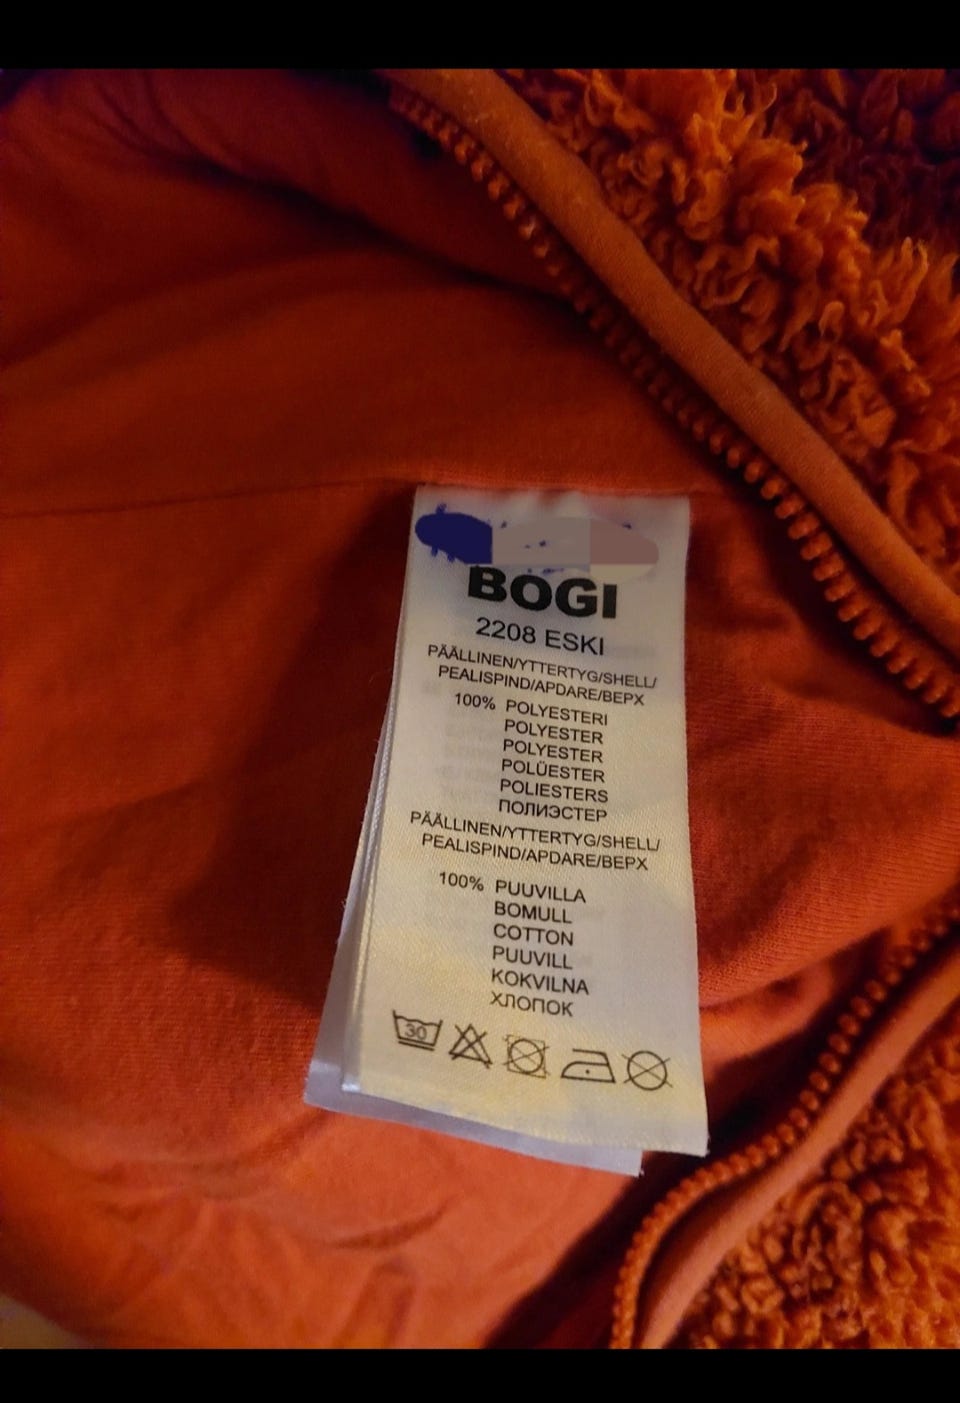 BOGI
2208 ESKI
PÄÄLLINEN/YTTERTYG/SHELL/
PEALISPIND/APDARE/ВЕРХ
100% POLYESTERI
POLYESTER
POLYESTER
POLÜESTER
POLIESTERS
ПОЛИЭСТЕР
PÄÄLLINEN/YTTERTYG/SHELL/
PEALISPIND/APDARE/ВЕРХ
100% PUUVILLA
BOMULL
COTTON
PUUVILL
KOKVILNA
ХЛОПОК
30